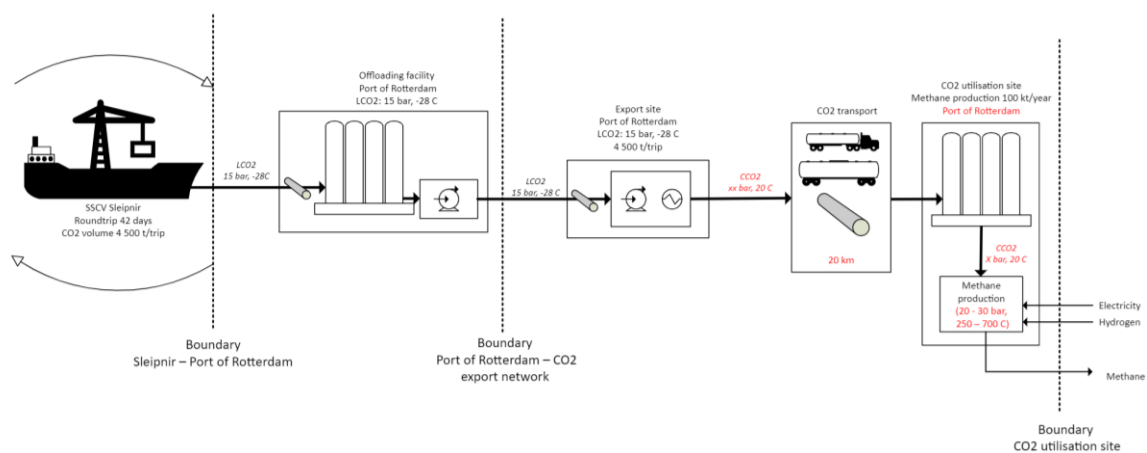 SSCV Sleipnir
Roundtrip 42 days
CO2 volume 4 500 t/trip
LCO2
15 bar, -28C
Boundary
Sleipnir – Port of Rotterdam
Offloading facility
Port of Rotterdam
LCO2: 15 bar, -28 C
LCO2
15 bar, -28 C
Boundary
Port of Rotterdam – CO2
export network
Export site
Port of Rotterdam
LCO2: 15 bar, -28 C
4 500 t/trip
CCO2
xx bar, 20 C
CO2 transport
20 km
CO2 utilisation site
Methane production 100 kt/year
Port of Rotterdam
CCO2
X bar, 20 C
Methane
production
(20 - 30 bar,
250 – 700 C)
Electricity
Hydrogen
Methane
Boundary
CO2 utilisation site